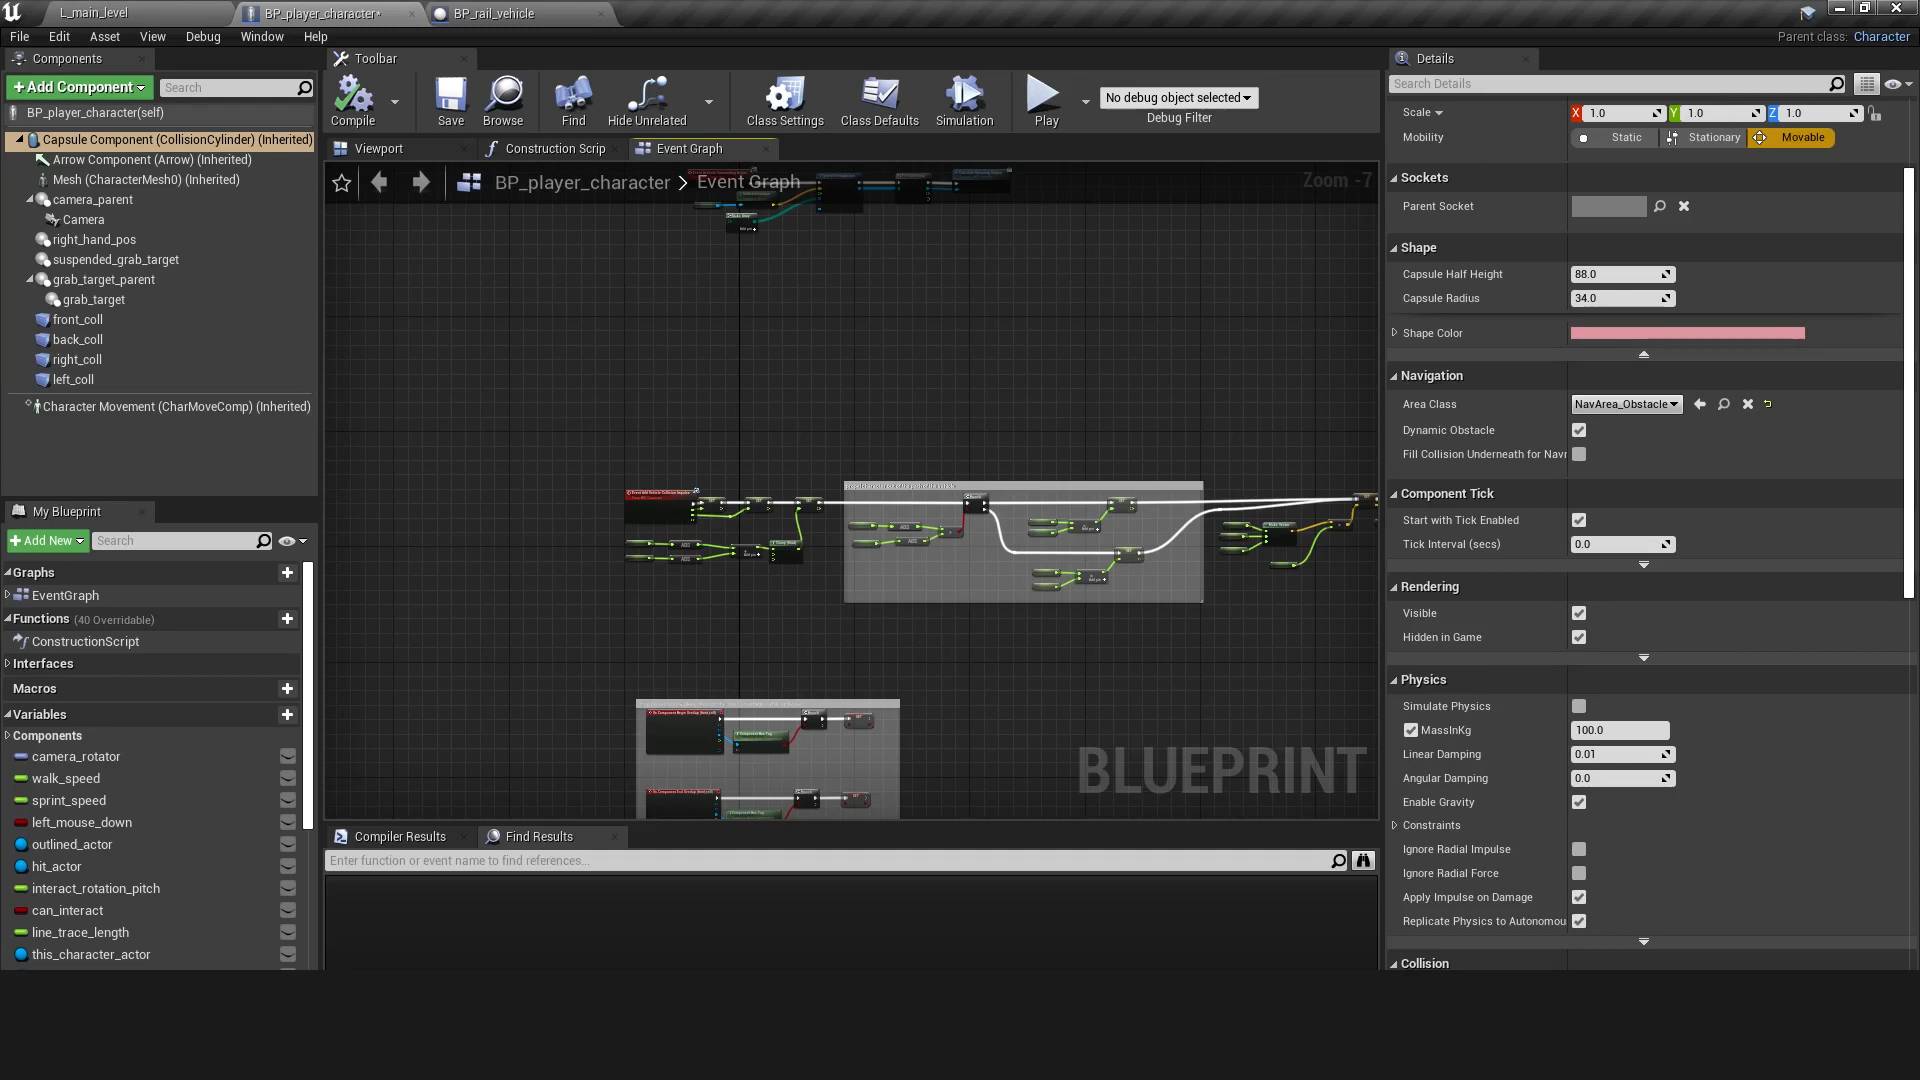 L_main_level
BP_player_character*
BP_rail_vehicle
File Edit Asset View Debug Window Help
Parent class: Character
Components
+Add Component
Search
BP_player_character(self)
Capsule Component (CollisionCylinder) (Inherited)
Arrow Component (Arrow) (Inherited)
Mesh (CharacterMesh0) (Inherited)
camera_parent
Camera
right_hand_pos
suspended_grab_target
grab_target_parent
grab_target
front_coll
back_coll
right_coll
left_coll
Character Movement (CharMoveComp) (Inherited)
My Blueprint
+Add New
Search
Graphs
EventGraph
Functions (40 Overridable)
ConstructionScript
Interfaces
Macros
Variables
Components
camera_rotator
walk_speed
sprint_speed
left_mouse_down
outlined_actor
hit_actor
interact_rotation_pitch
can_interact
line_trace_length
this_character_actor
Toolbar
Compile
Save
Browse
Find
Hide Unrelated
Class Settings
Class Defaults
Simulation
Play
No debug object selected
Debug Filter
Viewport
Construction Scrip
Event Graph
BP_player_character > Event Graph
Zoom -7
BLUEPRINT
Compiler Results
Find Results
Enter function or event name to find references...
Details
Search Details
Scale
X 1.0 Y 1.0 Z 1.0
Mobility
Static Stationary Movable
Sockets
Parent Socket
Shape
Capsule Half Height 88.0
Capsule Radius 34.0
Shape Color
Navigation
Area Class NavArea_Obstacle
Dynamic Obstacle
Fill Collision Underneath for Navi
Component Tick
Start with Tick Enabled
Tick Interval (secs) 0.0
Rendering
Visible
Hidden in Game
Physics
Simulate Physics
MassInKg 100.0
Linear Damping 0.01
Angular Damping 0.0
Enable Gravity
Constraints
Ignore Radial Impulse
Ignore Radial Force
Apply Impulse on Damage
Replicate Physics to Autonomou
Collision